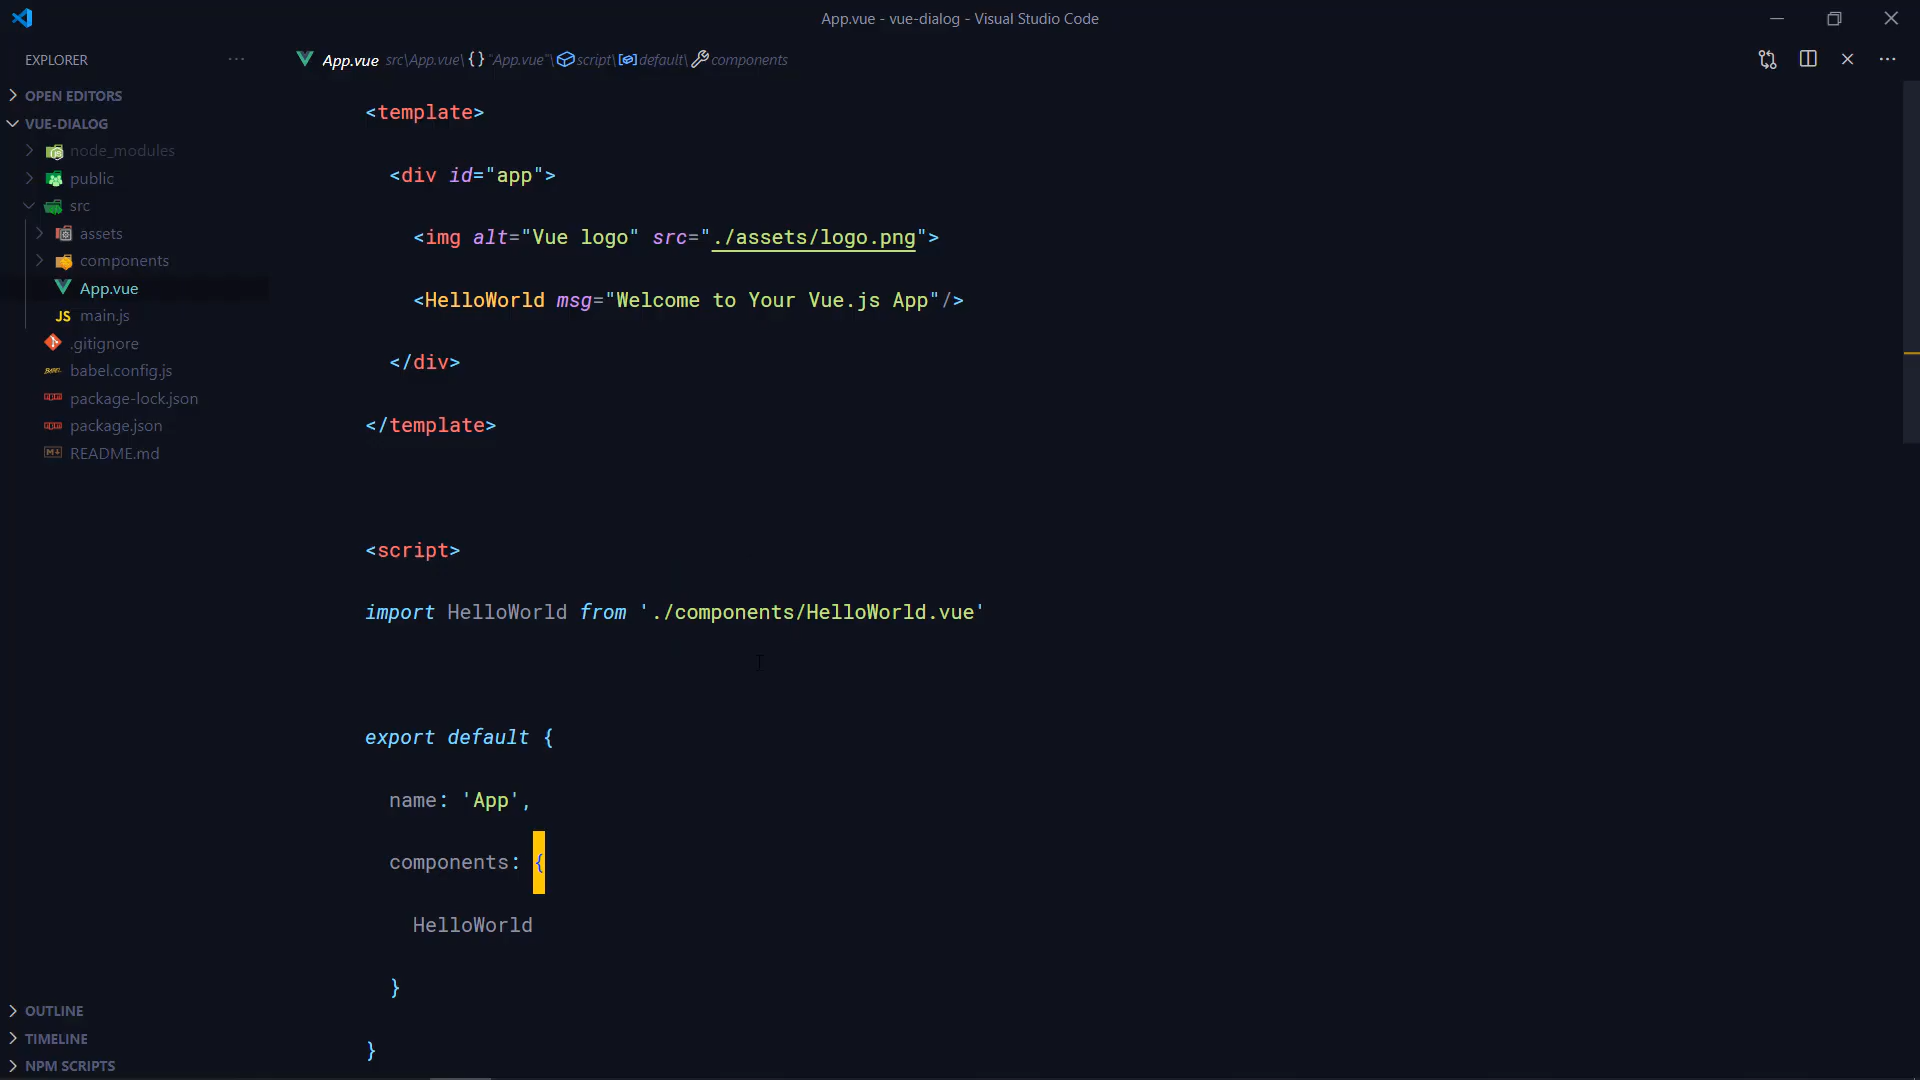 App.vue - vue-dialog - Visual Studio Code
EXPLORER
App.vue src\App.vue\ {} "App.vue"\ script\ default\ components
OPEN EDITORS
VUE-DIALOG
node_modules
public
src
assets
components
App.vue
JS main.js
.gitignore
babel.config.js
package-lock.json
package.json
README.md
OUTLINE
TIMELINE
NPM SCRIPTS
<template>
<div id="app">
<img alt="Vue logo" src="./assets/logo.png">
<HelloWorld msg="Welcome to Your Vue.js App"/>
</div>
</template>
<script>
import HelloWorld from './components/HelloWorld.vue'
export default {
name: 'App',
components: {
HelloWorld
}
}